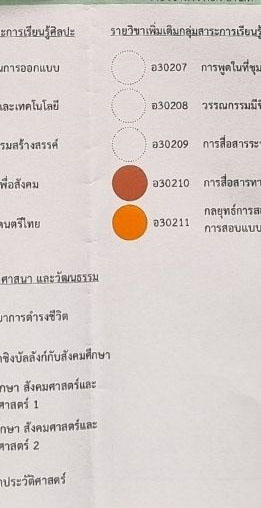 ะการเรียนรู้ศิลปะ
นการออกแบบ
ละเทคโนโลยี
รมสร้างสรรค์
พื่อสังคม
นตรีไทย
ศาสนา และวัฒนธรรม
าการดำรงชีวิต
ชิงบัลลังก์กับสังคมศึกษา
กษา สังคมศาสตร์และ
ศาสตร์ 1
กษา สังคมศาสตร์และ
ศาสตร์ 2
ประวัติศาสตร์
รายวิชาเพิ่มเติมกลุ่มสาระการเรียนรู้
อ30207 การพูดในที่ชุม
อ30208 วรรณกรรมมี
อ30209 การสื่อสารระ
อ30210 การสื่อสารทา
อ30211 กลยุทธ์การส
การสอบแบบ